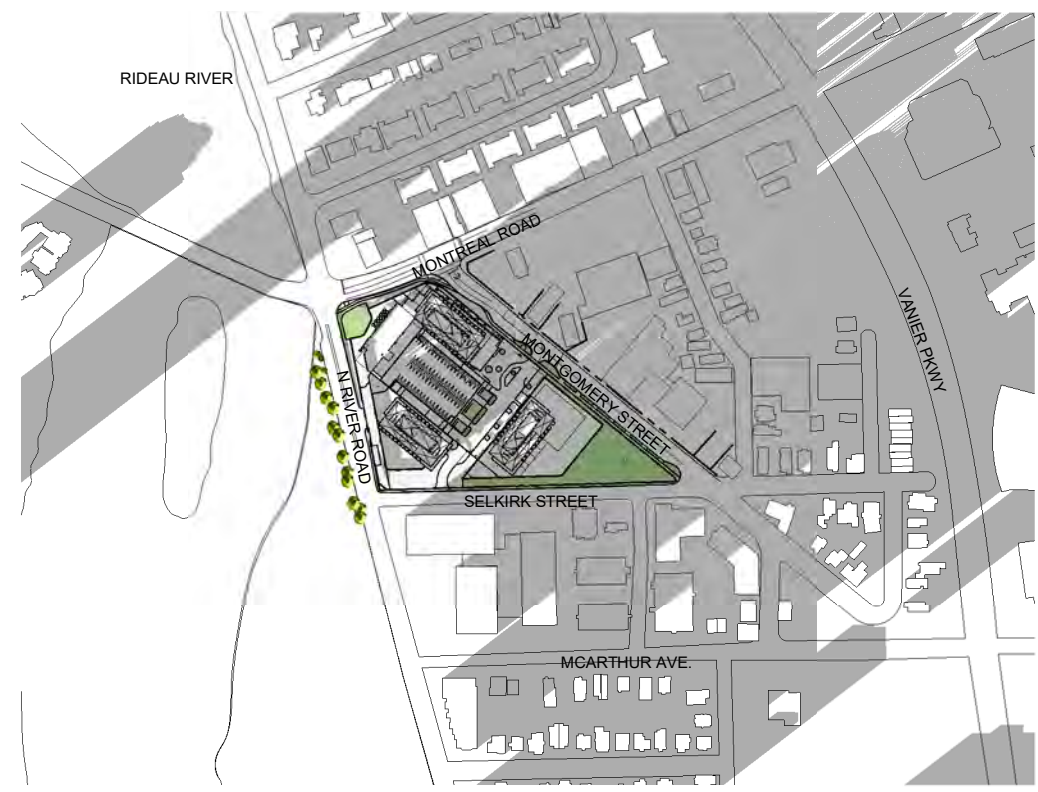 RIDEAU RIVER
MONTREAL ROAD
MONTGOMERY STREET
VANIER PKWY
N RIVER ROAD
SELKIRK STREET
MCARTHUR AVE.